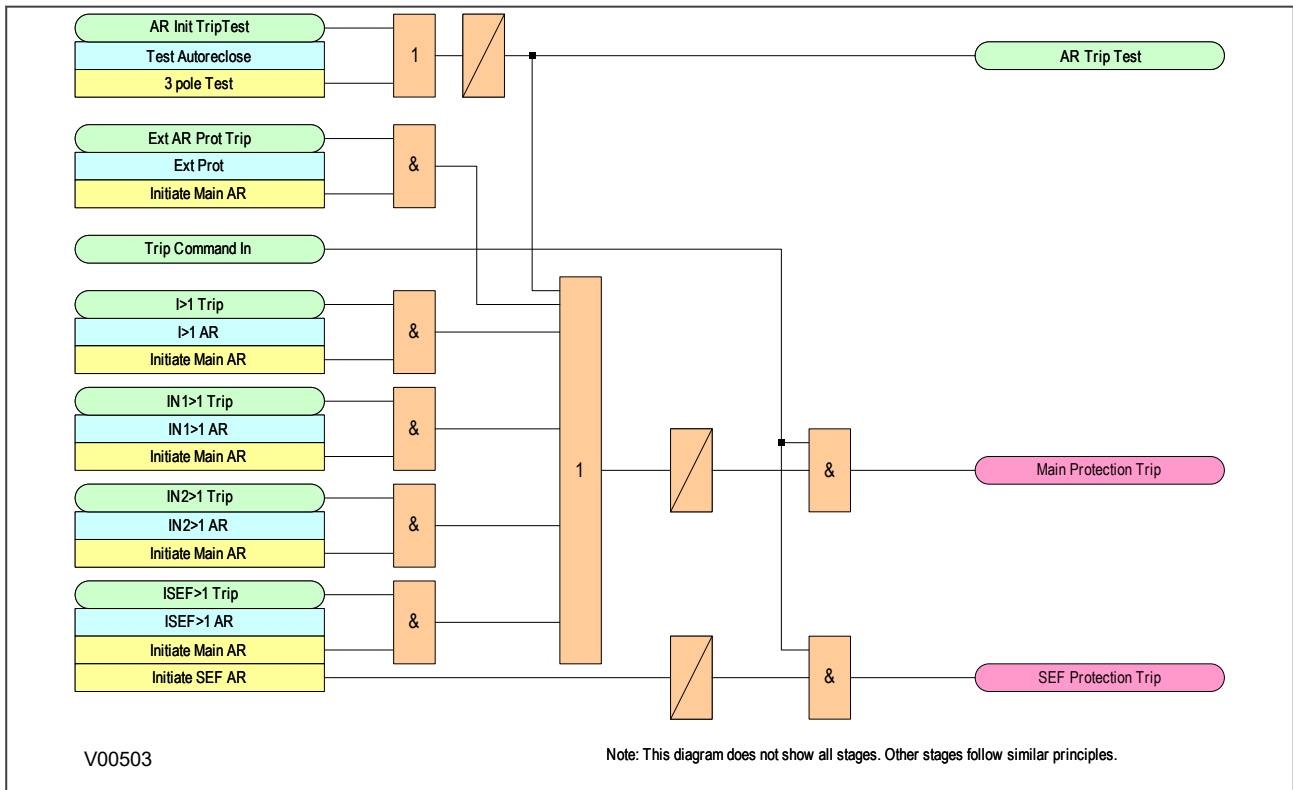 AR Init TripTest
Test Autoreclose
3 pole Test
1
AR Trip Test
Ext AR Prot Trip
Ext Prot
Initiate Main AR
&
Trip Command In
I>1 Trip
I>1 AR
Initiate Main AR
&
IN1>1 Trip
IN1>1 AR
Initiate Main AR
&
IN2>1 Trip
IN2>1 AR
Initiate Main AR
&
ISEF>1 Trip
ISEF>1 AR
Initiate Main AR
Initiate SEF AR
&
1
&
Main Protection Trip
&
SEF Protection Trip
V00503
Note: This diagram does not show all stages. Other stages follow similar principles.